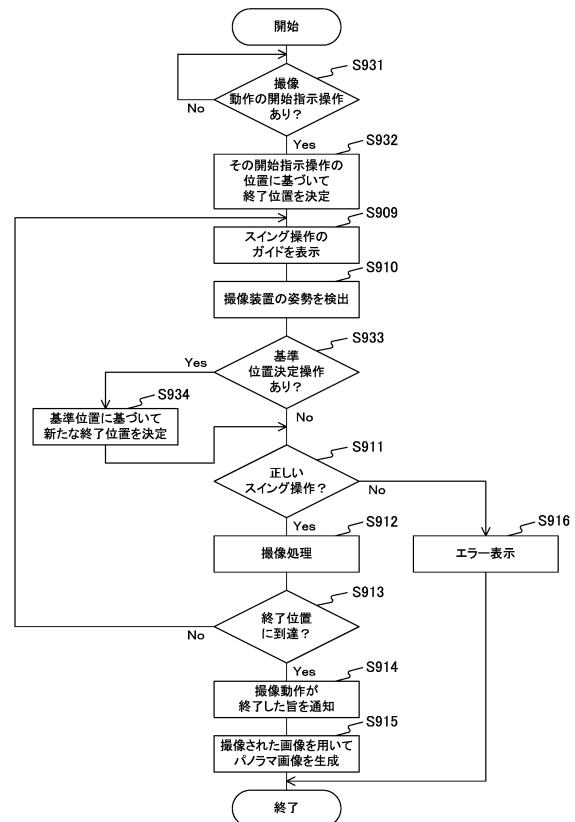 開始
S931
撮像
動作の開始指示操作
あり？
No
Yes
S932
その開始指示操作の
位置に基づいて
終了位置を決定
S909
スイング操作の
ガイドを表示
S910
撮像装置の姿勢を検出
S933
基準
位置決定操作
あり？
Yes
S934
基準位置に基づいて
新たな終了位置を決定
No
S911
正しい
スイング操作？
No
Yes
S912
撮像処理
S916
エラー表示
S913
終了位置
に到達？
No
Yes
S914
撮像動作が
終了した旨を通知
S915
撮像された画像を用いて
パノラマ画像を生成
終了